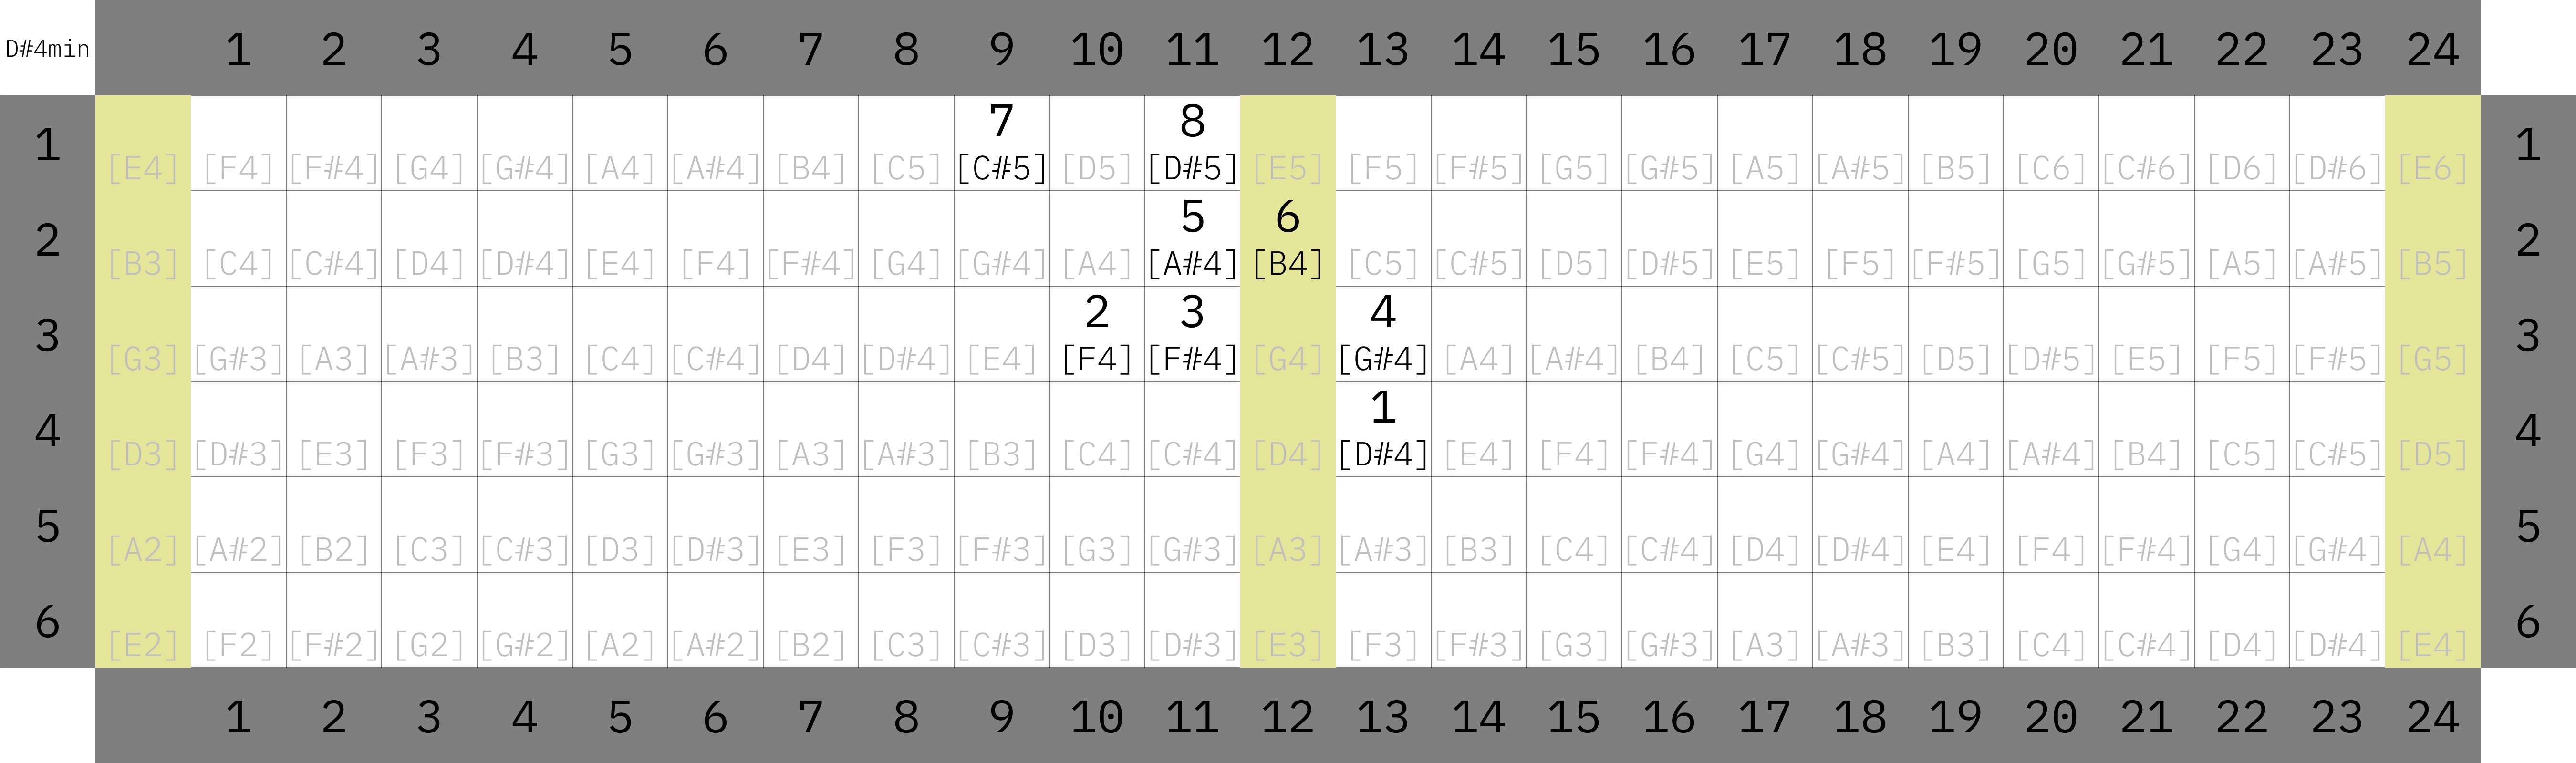 D#4min 1 2 3 4 5 6 7 8 9 10 11 12 13 14 15 16 17 18 19 20 21 22 23 24
7 8
1 1
[E4] [F4] [F#4] [G4] [G#4] [A4] [A#4] [B4] [C5] [C#5] [D5] [D#5] [E5] [F5] [F#5] [G5] [G#5] [A5] [A#5] [B5] [C6] [C#6] [D6] [D#6] [E6]
5 6
2 2
[B3] [C4] [C#4] [D4] [D#4] [E4] [F4] [F#4] [G4] [G#4] [A4] [A#4] [B4] [C5] [C#5] [D5] [D#5] [E5] [F5] [F#5] [G5] [G#5] [A5] [A#5] [B5]
2 3 4
3 3
[G3] [G#3] [A3] [A#3] [B3] [C4] [C#4] [D4] [D#4] [E4] [F4] [F#4] [G4] [G#4] [A4] [A#4] [B4] [C5] [C#5] [D5] [D#5] [E5] [F5] [F#5] [G5]
1
4 4
[D3] [D#3] [E3] [F3] [F#3] [G3] [G#3] [A3] [A#3] [B3] [C4] [C#4] [D4] [D#4] [E4] [F4] [F#4] [G4] [G#4] [A4] [A#4] [B4] [C5] [C#5] [D5]
5 5
[A2] [A#2] [B2] [C3] [C#3] [D3] [D#3] [E3] [F3] [F#3] [G3] [G#3] [A3] [A#3] [B3] [C4] [C#4] [D4] [D#4] [E4] [F4] [F#4] [G4] [G#4] [A4]
6 6
[E2] [F2] [F#2] [G2] [G#2] [A2] [A#2] [B2] [C3] [C#3] [D3] [D#3] [E3] [F3] [F#3] [G3] [G#3] [A3] [A#3] [B3] [C4] [C#4] [D4] [D#4] [E4]
1 2 3 4 5 6 7 8 9 10 11 12 13 14 15 16 17 18 19 20 21 22 23 24